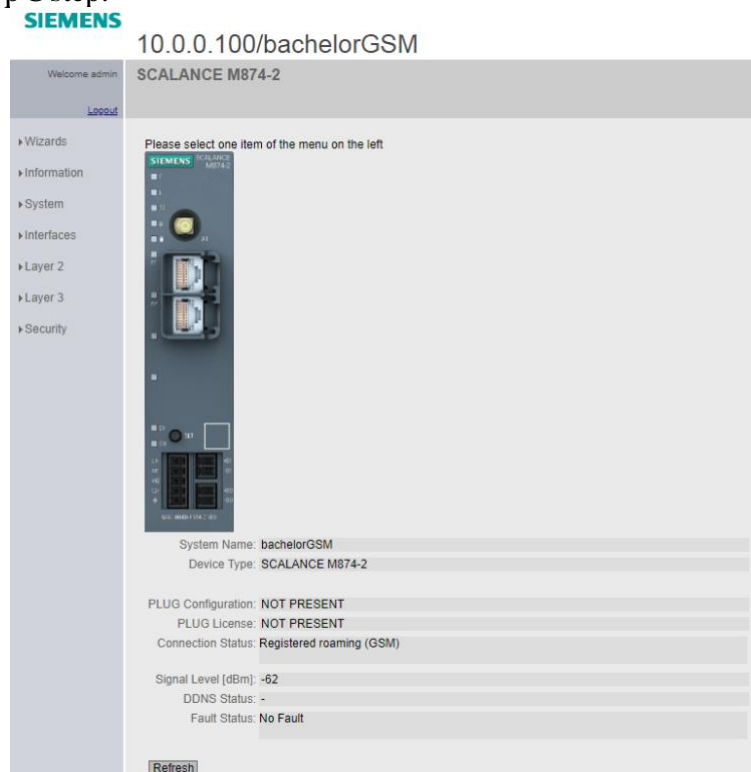 p G step.
SIEMENS
10.0.0.100/bachelorGSM
Welcome admin
SCALANCE M874-2
Logout
Wizards
Information
System
Interfaces
Layer 2
Layer 3
Security
Please select one item of the menu on the left
SIEMENS SCALANCE
M874-2
System Name: bachelorGSM
Device Type: SCALANCE M874-2
PLUG Configuration: NOT PRESENT
PLUG License: NOT PRESENT
Connection Status: Registered roaming (GSM)
Signal Level [dBm]: -62
DDNS Status: -
Fault Status: No Fault
Refresh